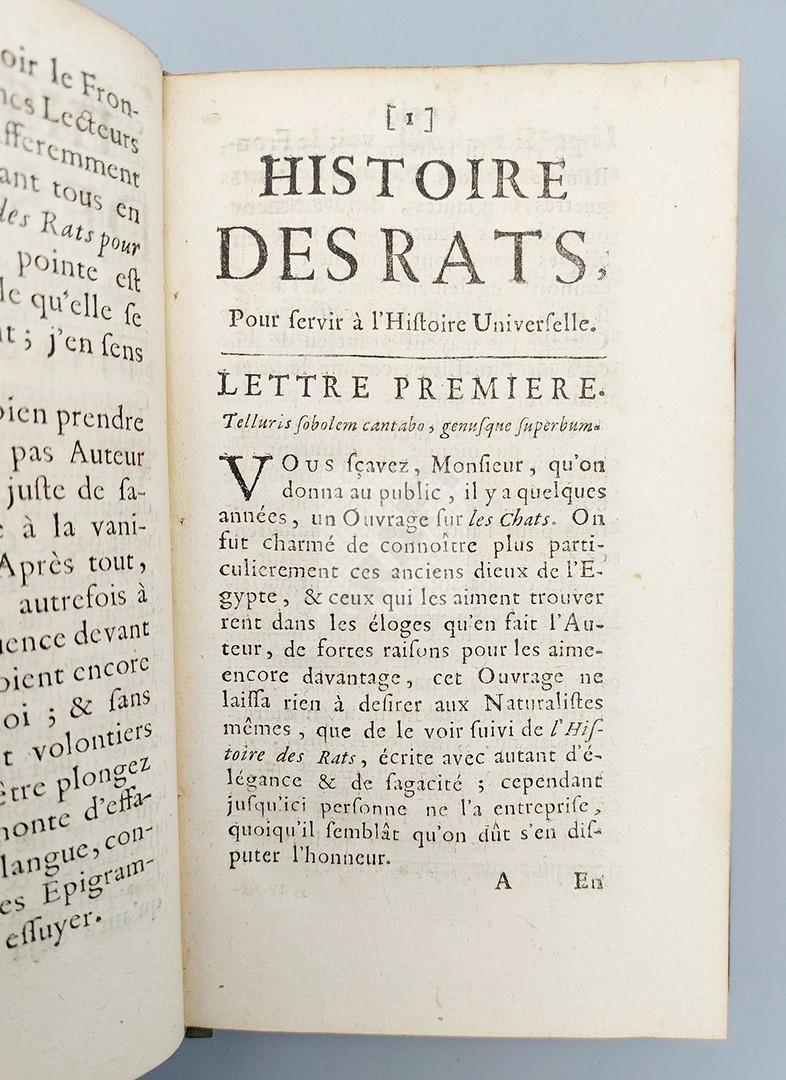 oir le Fron-
nes Lecteurs
fferemment
ant tous en
les Rats pour
pointe eſt
le qu'elle ſe
t ; j'en ſens
bien prendre
pas Auteur
juſte de ſa-
à la vani-
Après tout,
autrefois à
uence devant
oient encore
oi ; & ſans
t volontiers
être plongez
honte d'effa-
langue, con-
es Epigram-
eſſuyer.
[1]
HISTOIRE
DES RATS,
Pour ſervir à l'Hiſtoire Univerſelle.
LETTRE PREMIERE.
Telluris ſobolem cantabo, genuſque ſuperbum.
VOUS ſçavez, Monſieur, qu'on
donna au public, il y a quelques
années, un Ouvrage ſur les Chats. On
fut charmé de connoître plus parti-
culierement ces anciens dieux de l'E-
gypte, & ceux qui les aiment trouver
rent dans les éloges qu'en fait l'Au-
teur, de fortes raiſons pour les aime-
encore davantage, cet Ouvrage ne
laiſſa rien à deſirer aux Naturaliſtes
mêmes, que de le voir ſuivi de l'Hiſ-
toire des Rats, écrite avec autant d'é-
légance & de ſagacité ; cependant
juſqu'ici perſonne ne l'a entrepriſe,
quoiqu'il ſemblât qu'on dût s'en diſ-
puter l'honneur.
A En